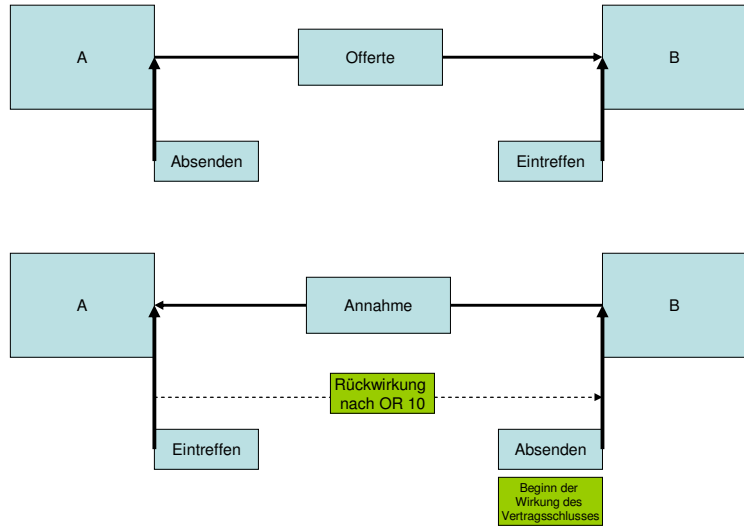 A
Offerte
B
Absenden
Eintreffen
A
Annahme
B
Rückwirkung
nach OR 10
Eintreffen
Absenden
Beginn der
Wirkung des
Vertragsschlusses